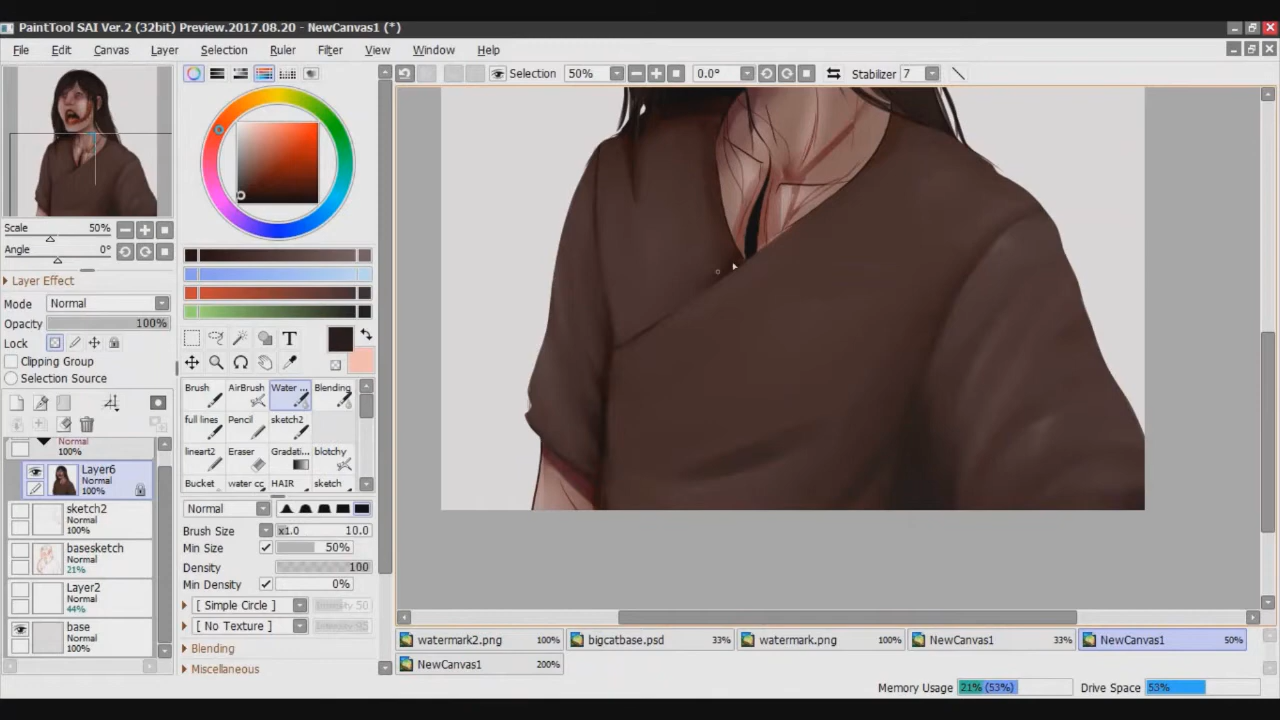 PaintTool SAI Ver.2 (32bit) Preview.2017.08.20 - NewCanvas1 (*)
File Edit Canvas Layer Selection Ruler Filter View Window Help
Selection 50% 0.0° Stabilizer 7
Scale 50%
Angle 0°
Layer Effect
Mode Normal
Opacity 100%
Lock
Clipping Group
Selection Source
Normal
100%
Layer6
Normal
100%
sketch2
Normal
100%
basesketch
Normal
21%
Layer2
Normal
44%
base
Normal
100%
T
Brush AirBrush Water ... Blending
full lines Pencil sketch2
lineart2 Eraser Gradati... blotchy
Bucket water cc HAIR sketch
Normal
Brush Size x1.0 10.0
Min Size 50%
Density 100
Min Density 0%
[ Simple Circle ] Intensity 50
[ No Texture ] Intensity 95
Blending
Miscellaneous
watermark2.png 100% bigcatbase.psd 33% watermark.png 100% NewCanvas1 33% NewCanvas1 50%
NewCanvas1 200%
Memory Usage 21% (53%) Drive Space 53%